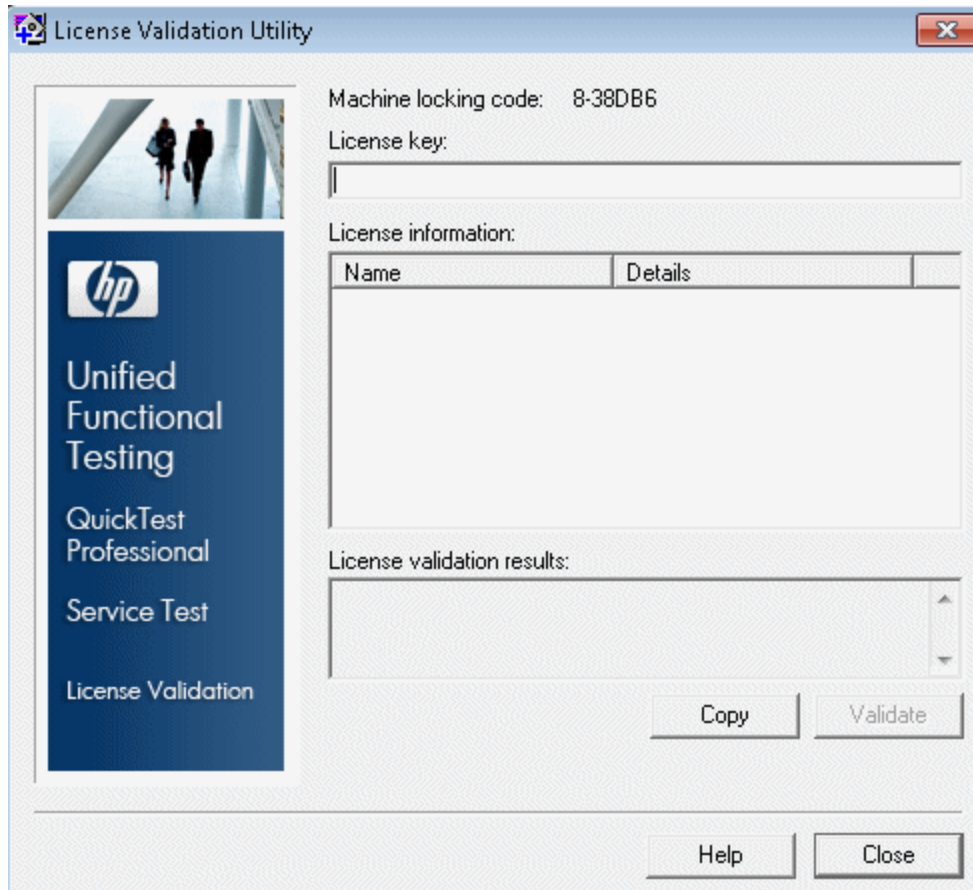 License Validation Utility
Machine locking code: 8-38DB6
License key:
License information:
Name Details
hp
Unified
Functional
Testing
QuickTest
Professional
Service Test
License Validation
License validation results:
Copy Validate
Help Close